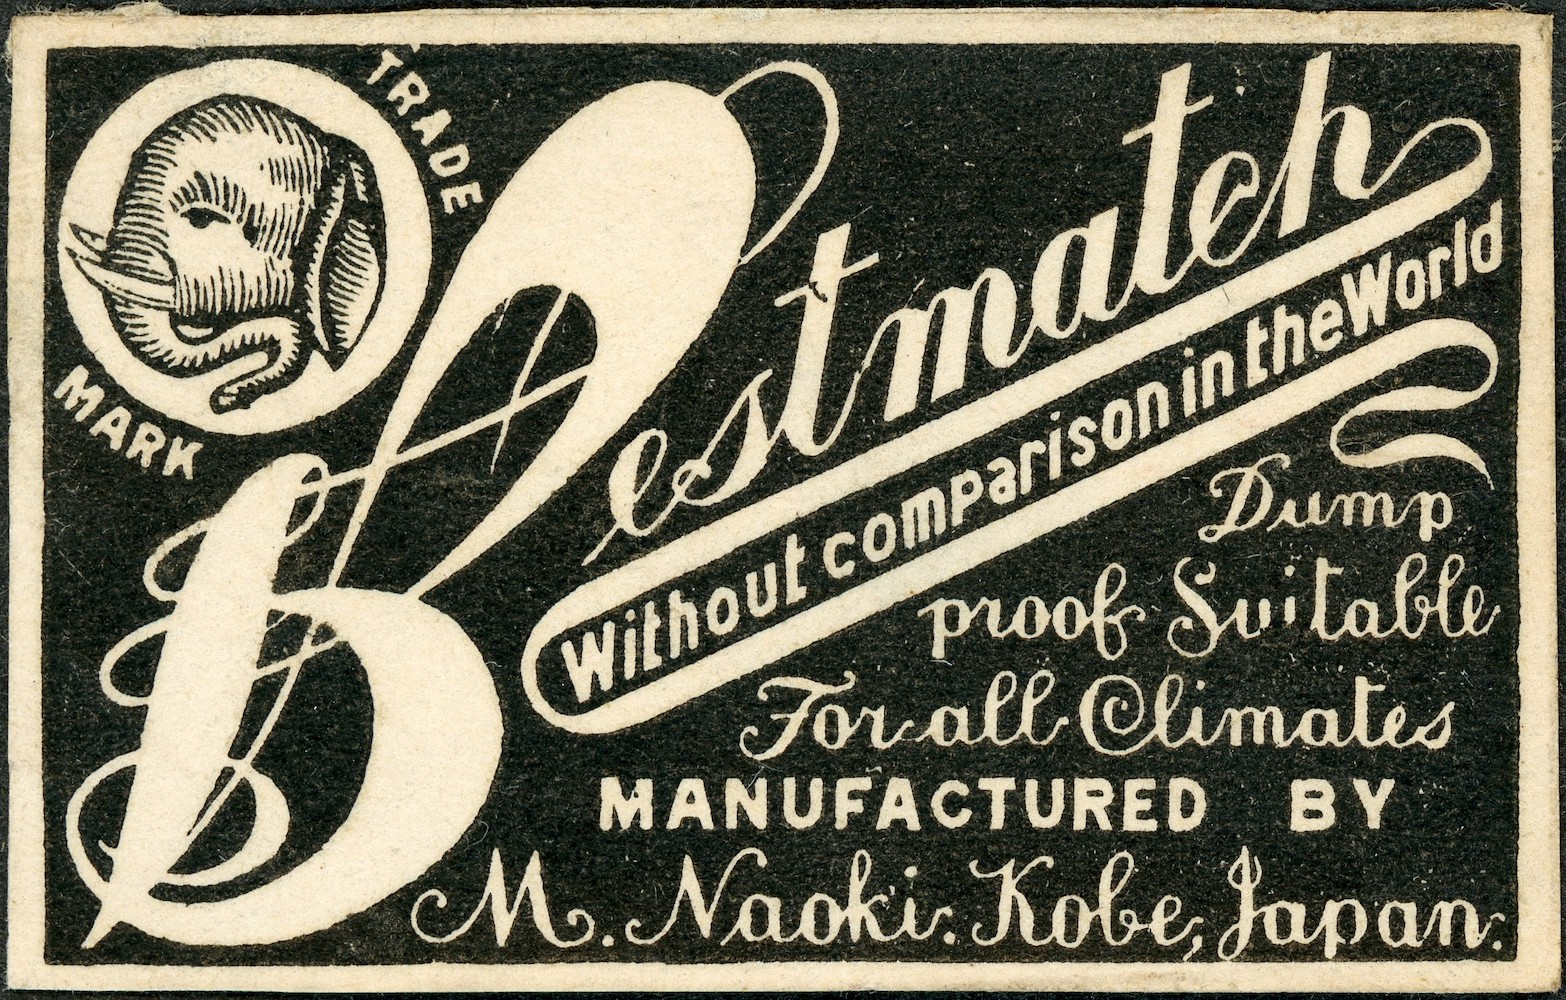 TRADE
MARK
Bestmatch
Without comparison in the World
Dump
proof Suitable
For all Climates
MANUFACTURED BY
M. Naoki. Kobe, Japan.